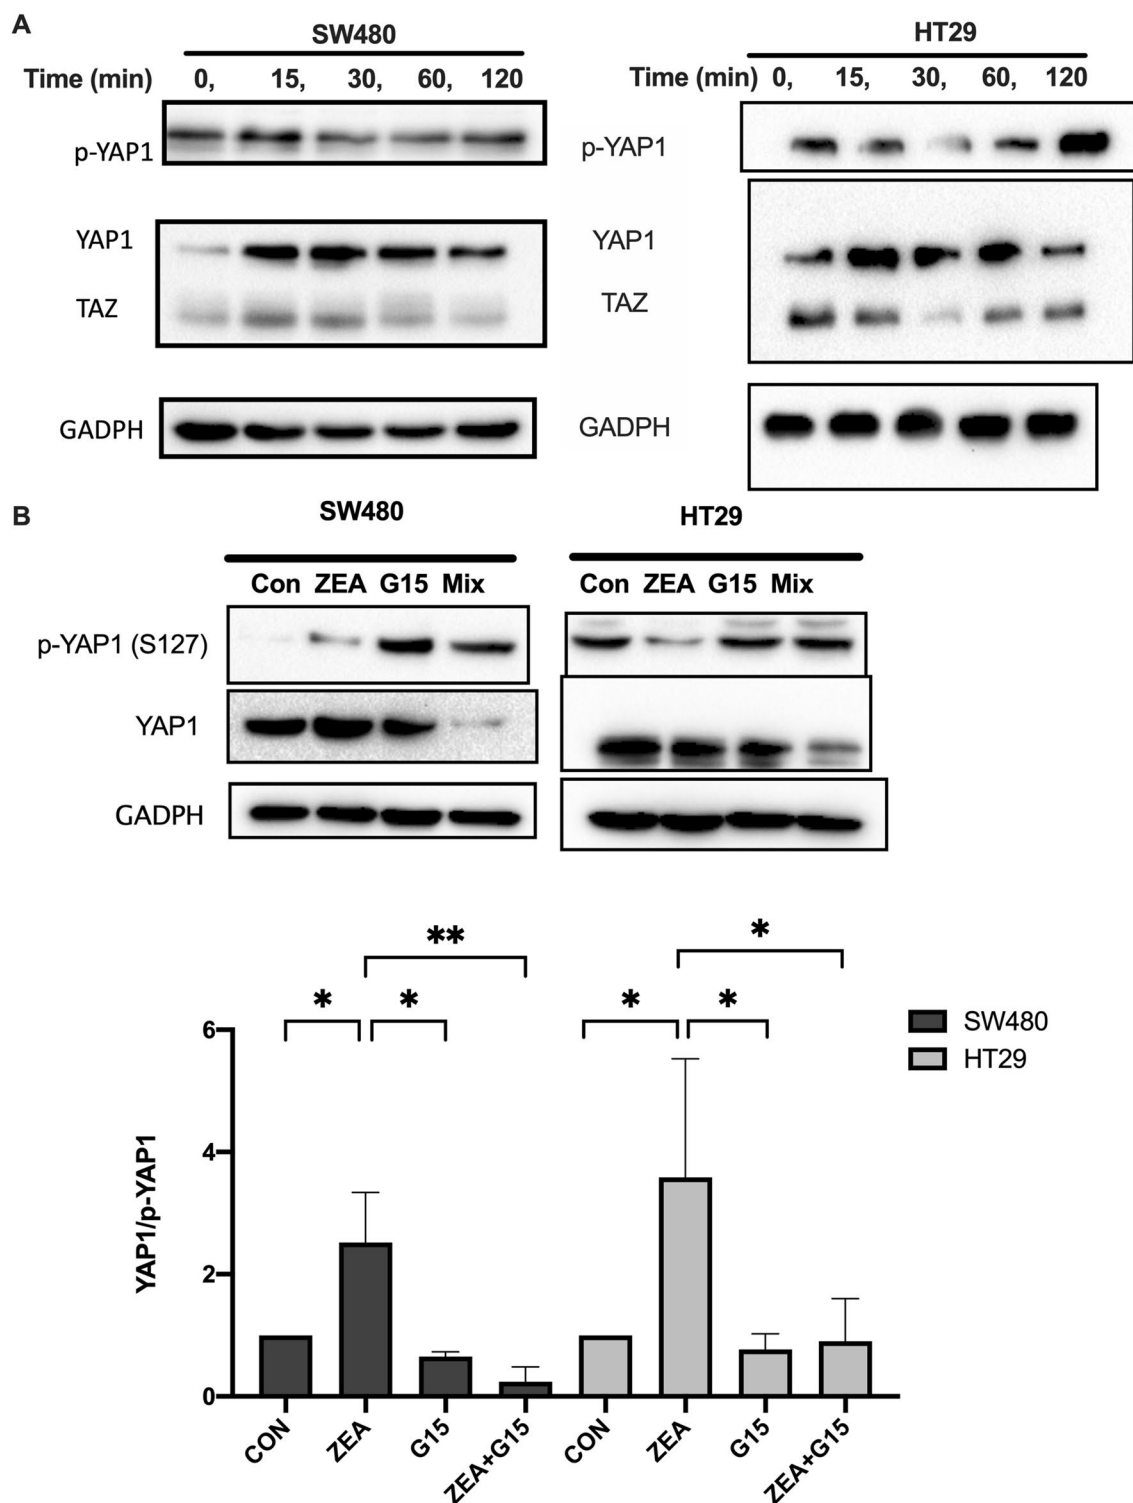 A
SW480
Time (min) 0, 15, 30, 60, 120
p-YAP1
YAP1
TAZ
GADPH
HT29
Time (min) 0, 15, 30, 60, 120
p-YAP1
YAP1
TAZ
GADPH
B
SW480
Con ZEA G15 Mix
HT29
Con ZEA G15 Mix
p-YAP1 (S127)
YAP1
GADPH
** *
* * * *
YAP1/p-YAP1
6
4
2
0
CON ZEA G15 ZEA+G15 CON ZEA G15 ZEA+G15
SW480
HT29